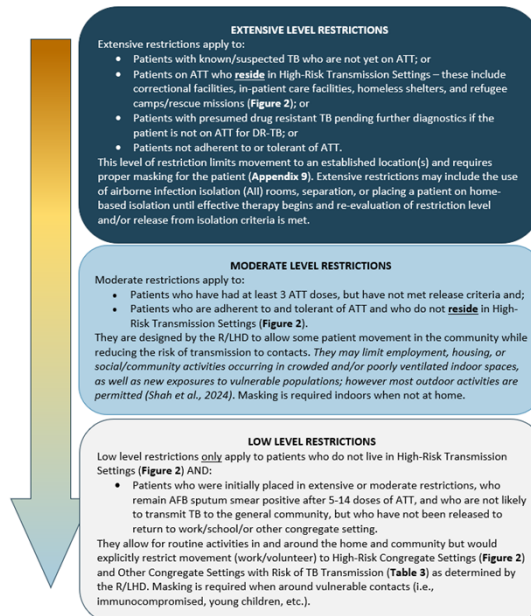 EXTENSIVE LEVEL RESTRICTIONS
Extensive restrictions apply to:
• Patients with known/suspected TB who are not yet on ATT; or
• Patients on ATT who reside in High-Risk Transmission Settings – these include
correctional facilities, in-patient care facilities, homeless shelters, and refugee
camps/rescue missions (Figure 2); or
• Patients with presumed drug resistant TB pending further diagnostics if the
patient is not on ATT for DR-TB; or
• Patients not adherent to or tolerant of ATT.
This level of restriction limits movement to an established location(s) and requires
proper masking for the patient (Appendix 9). Extensive restrictions may include the use
of airborne infection isolation (AII) rooms, separation, or placing a patient on home-
based isolation until effective therapy begins and re-evaluation of restriction level
and/or release from isolation criteria is met.
MODERATE LEVEL RESTRICTIONS
Moderate restrictions apply to:
• Patients who have had at least 3 ATT doses, but have not met release criteria and;
• Patients who are adherent to and tolerant of ATT and who do not reside in High-
Risk Transmission Settings (Figure 2).
They are designed by the R/LHD to allow some patient movement in the community while
reducing the risk of transmission to contacts. They may limit employment, housing, or
social/community activities occurring in crowded and/or poorly ventilated indoor spaces,
as well as new exposures to vulnerable populations; however most outdoor activities are
permitted (Shah et al., 2024). Masking is required indoors when not at home.
LOW LEVEL RESTRICTIONS
Low level restrictions only apply to patients who do not live in High-Risk Transmission
Settings (Figure 2) AND:
• Patients who were initially placed in extensive or moderate restrictions, who
remain AFB sputum smear positive after 5-14 doses of ATT, and who are not likely
to transmit TB to the general community, but who have not been released to
return to work/school/or other congregate setting.
They allow for routine activities in and around the home and community but would
explicitly restrict movement (work/volunteer) to High-Risk Congregate Settings (Figure 2)
and Other Congregate Settings with Risk of TB Transmission (Table 3) as determined by
the R/LHD. Masking is required when around vulnerable contacts (i.e.,
immunocompromised, young children, etc.).